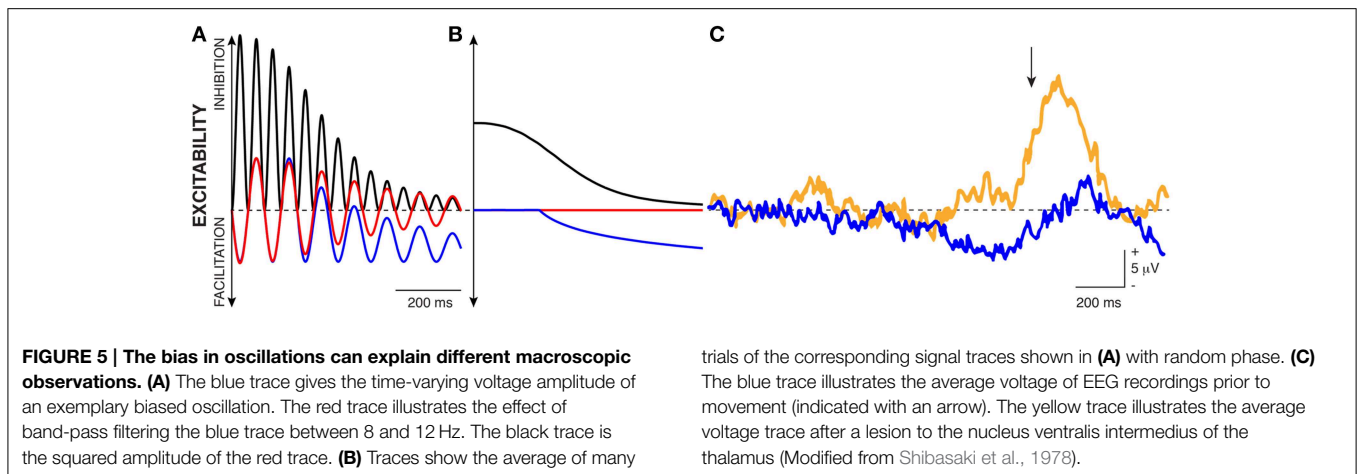 A
B
C
EXCITABILITY
INHIBITION
FACILITATION
200 ms
+
5 μV
-
200 ms
FIGURE 5 | The bias in oscillations can explain different macroscopic
observations. (A) The blue trace gives the time-varying voltage amplitude of
an exemplary biased oscillation. The red trace illustrates the effect of
band-pass filtering the blue trace between 8 and 12 Hz. The black trace is
the squared amplitude of the red trace. (B) Traces show the average of many
trials of the corresponding signal traces shown in (A) with random phase. (C)
The blue trace illustrates the average voltage of EEG recordings prior to
movement (indicated with an arrow). The yellow trace illustrates the average
voltage trace after a lesion to the nucleus ventralis intermedius of the
thalamus (Modified from Shibasaki et al., 1978).